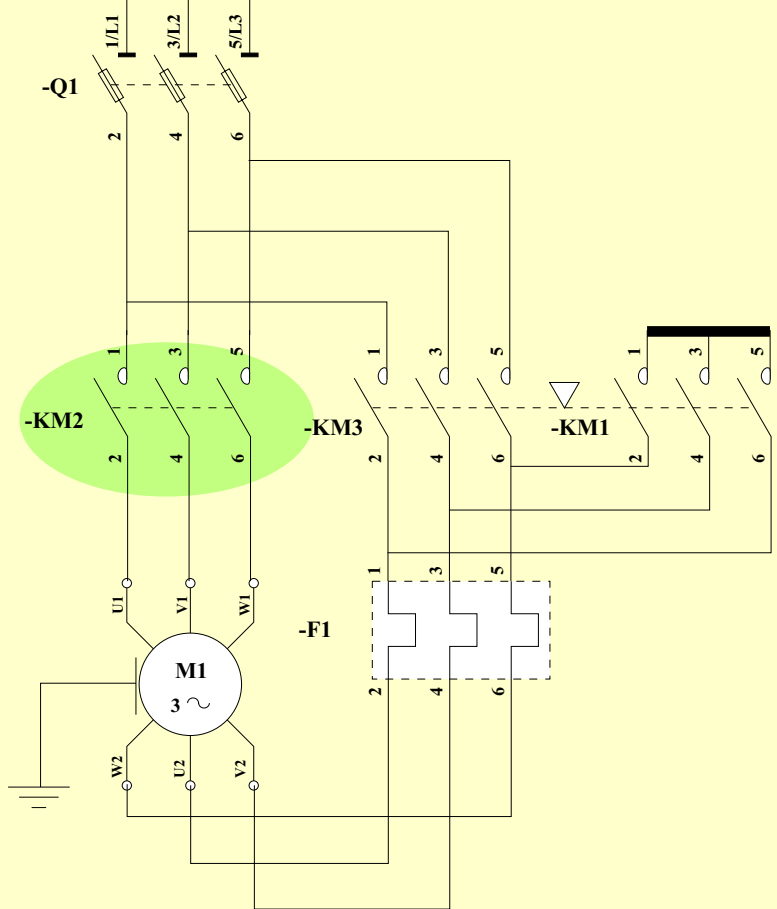 1/L1 3/L2 5/L3
-Q1
2 4 6
1 3 5 1 3 5 1 3 5
-KM2 -KM3 -KM1
2 4 6 2 4 6 2 4 6
1 3 5
U1 V1 W1
-F1
M1
3
2 4 6
W2 U2 V2